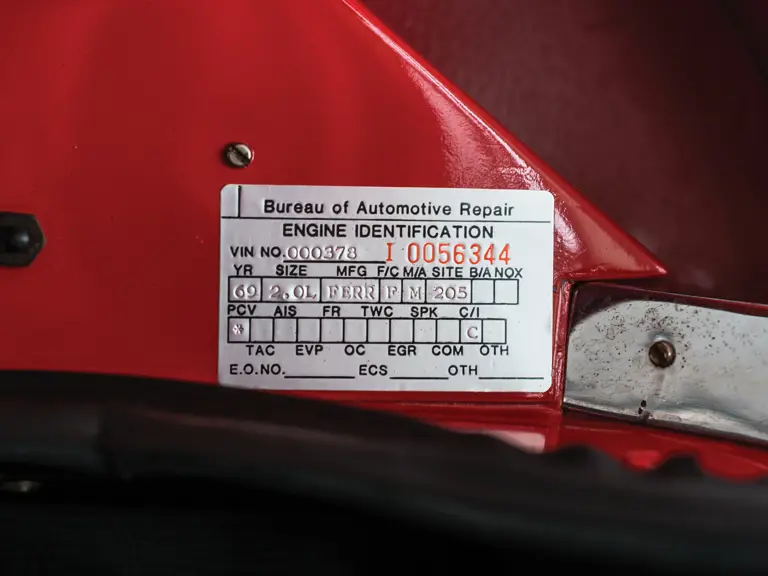 Bureau of Automotive Repair
ENGINE IDENTIFICATION
VIN NO. 000378 I 0056344
YR SIZE MFG F/C M/A SITE B/A NOX
69 2.0L FERR F M 205
PCV AIS FR TWC SPK C/I
* C
TAC EVP OC EGR COM OTH
E.O.NO. ECS OTH